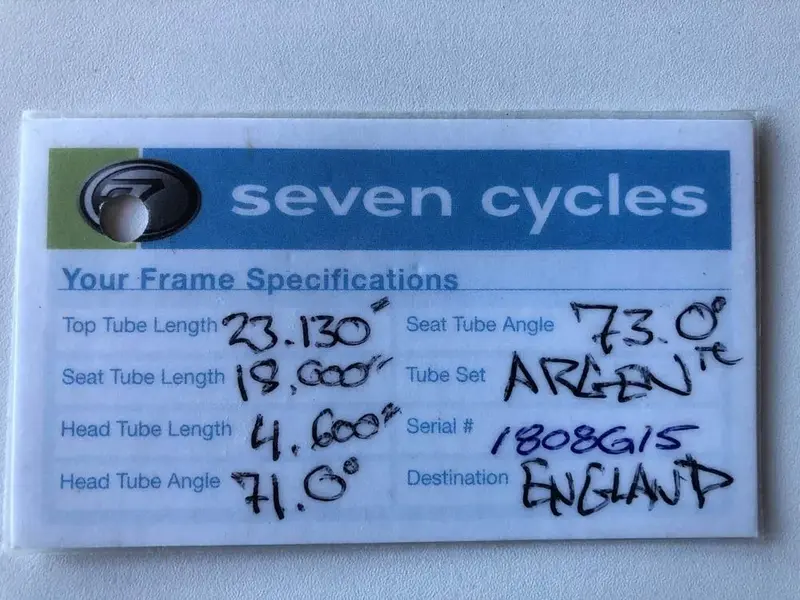 seven cycles
Your Frame Specifications
Top Tube Length 23.130" Seat Tube Angle 73.0°
Seat Tube Length 18.000" Tube Set ARGEN TC
Head Tube Length 4.600" Serial # 1808G15
Head Tube Angle 71.0° Destination ENGLAND